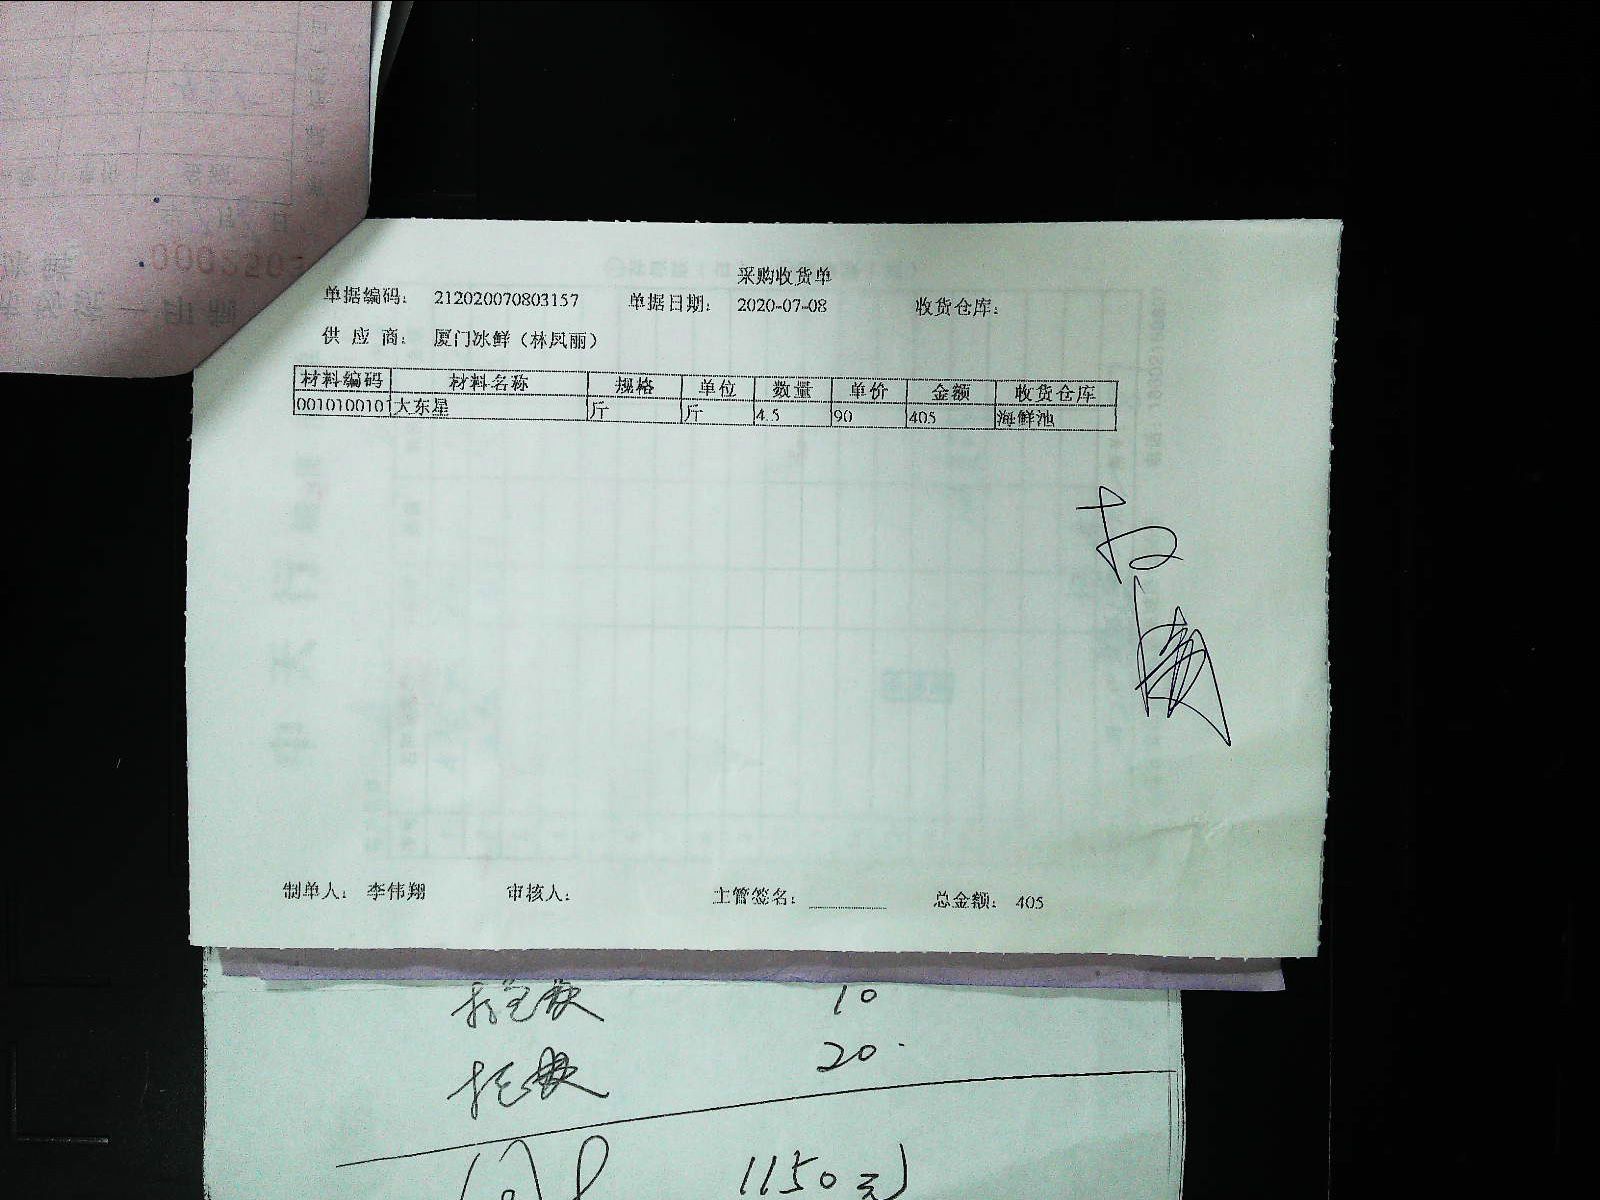 采购收货单
单据编码: 212020070803157 单据日期: 2020-07-08 收货仓库:
供 应 商: 厦门冰鲜（林凤丽）
材料编码 材料名称 规格 单位 数量 单价 金额 收货仓库
0010100101 大东星 斤 斤 4.5 90 405 海鲜池
制单人: 李伟翔 审核人: 主管签名: ______ 总金额: 405
10
20
1150元